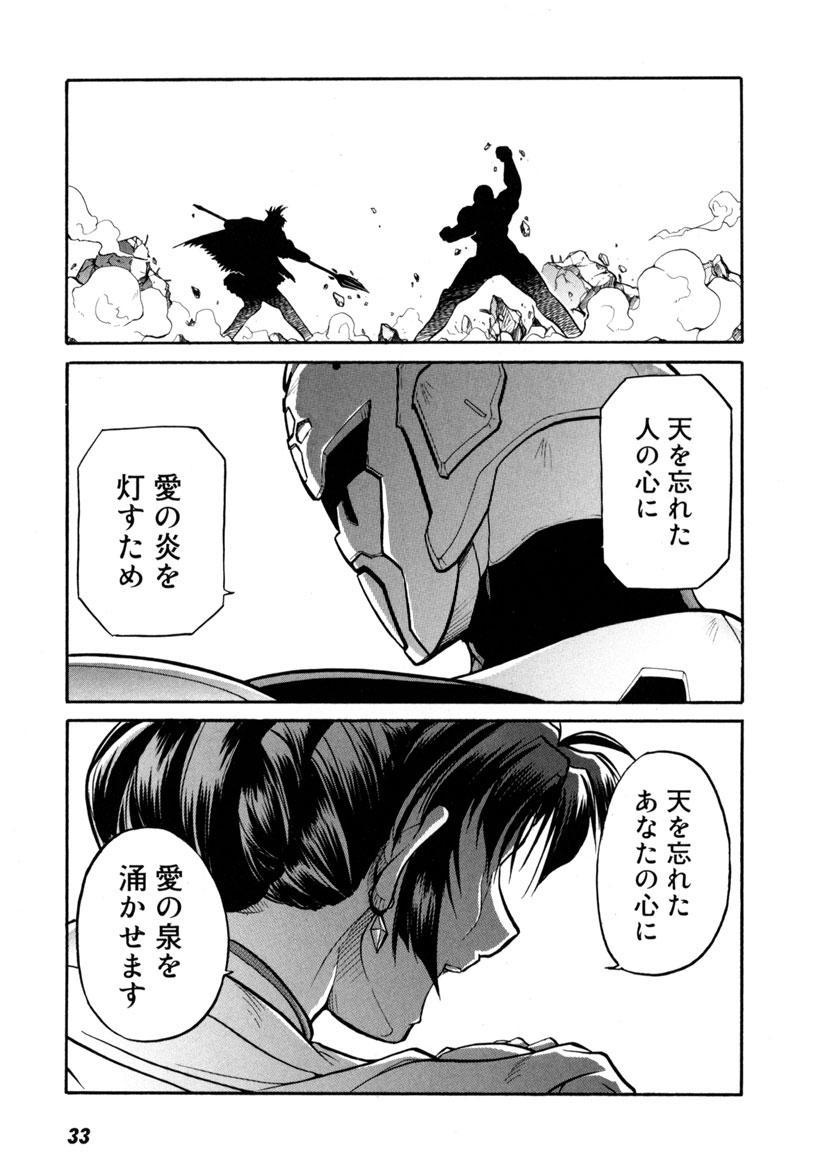 天を忘れた
人の心に
愛の炎を
灯すため
天を忘れた
あなたの心に
愛の泉を
涌かせます
33